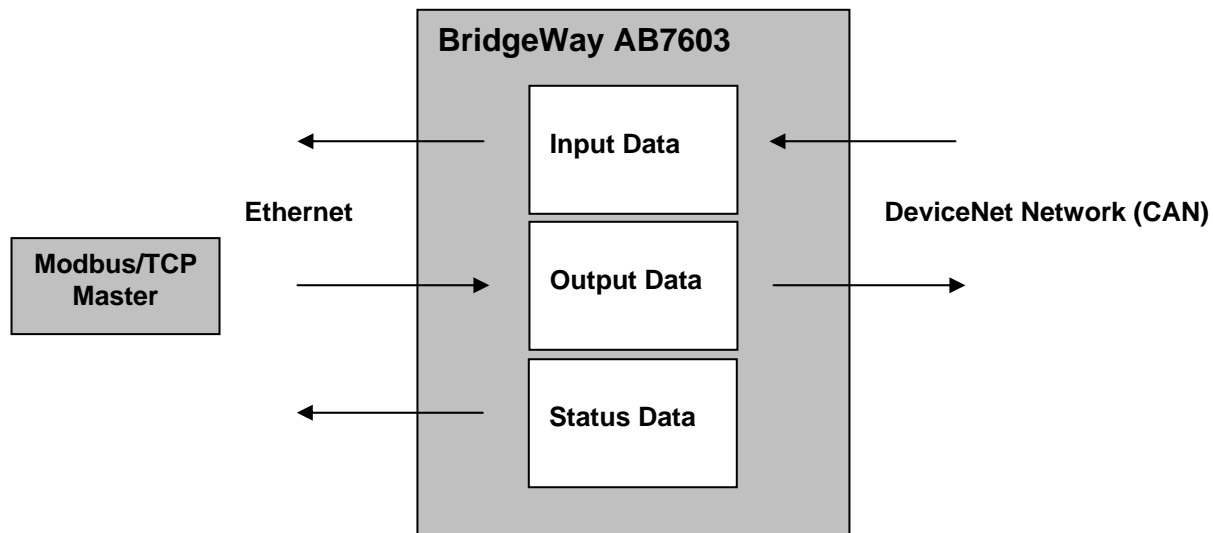 BridgeWay AB7603
Input Data
Ethernet
DeviceNet Network (CAN)
Modbus/TCP
Master
Output Data
Status Data